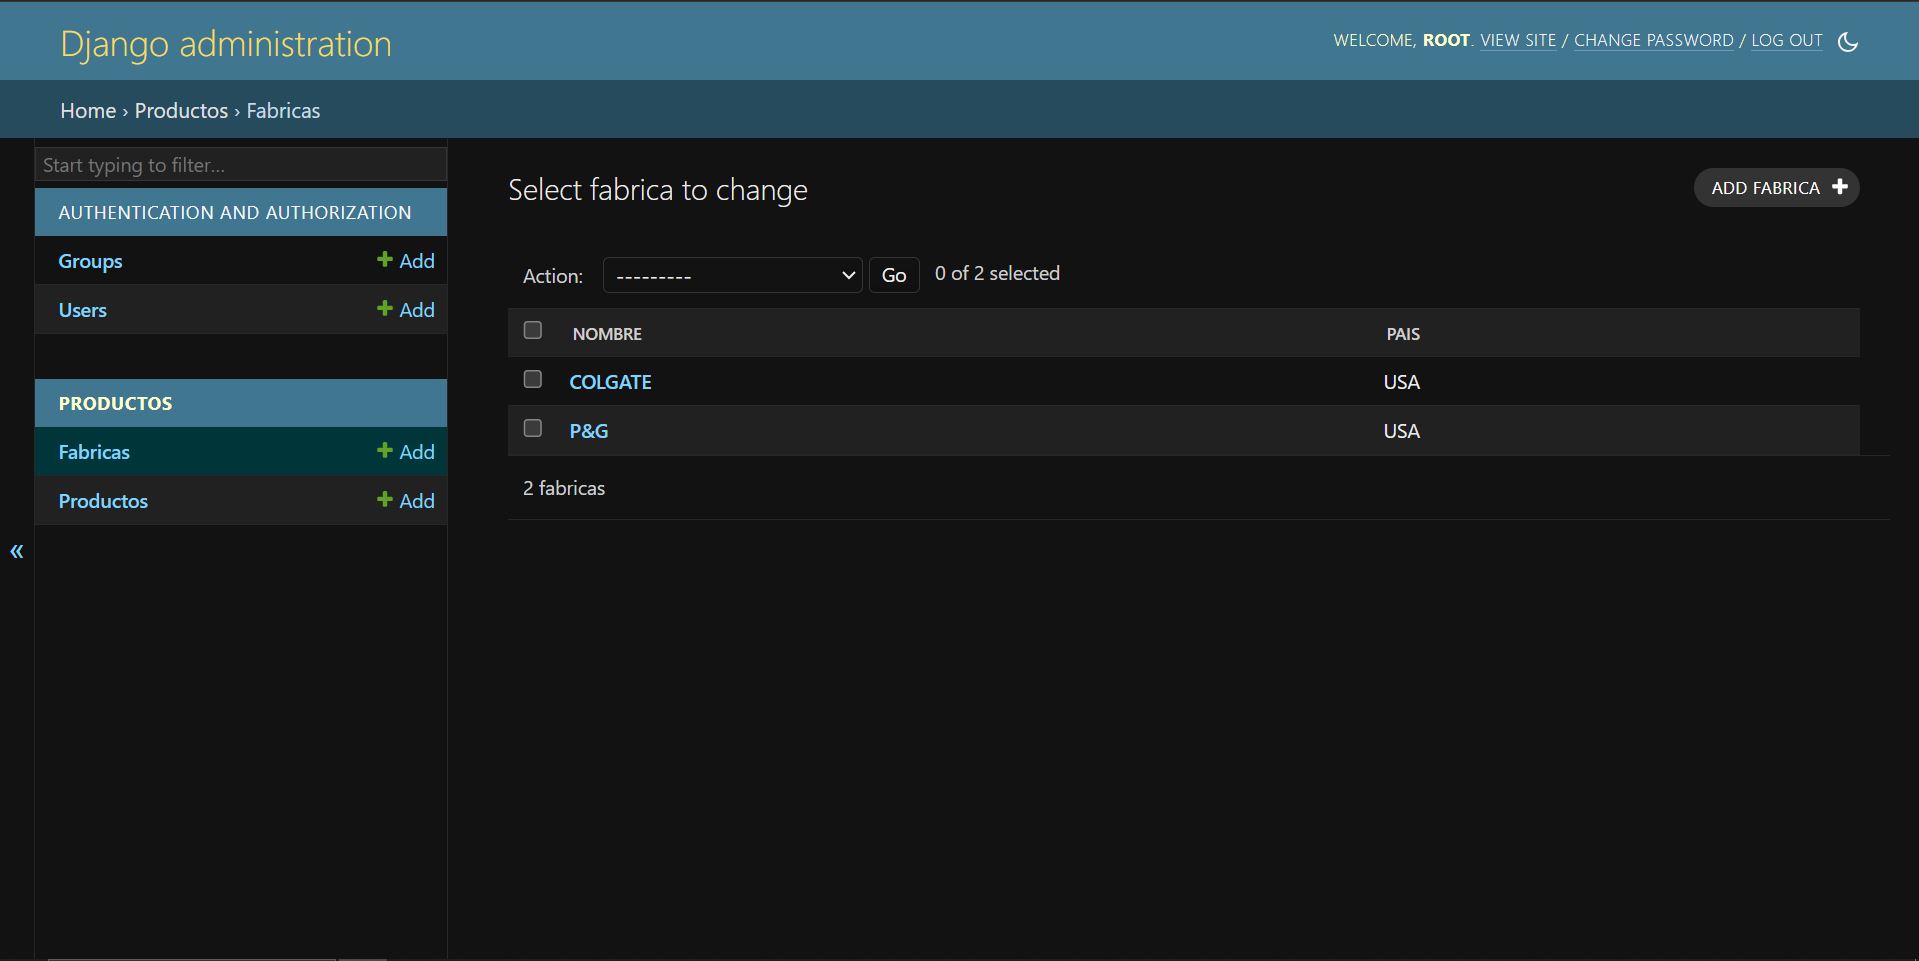 Django administration
WELCOME, ROOT. VIEW SITE / CHANGE PASSWORD / LOG OUT
Home › Productos › Fabricas
Start typing to filter...
AUTHENTICATION AND AUTHORIZATION
Groups + Add
Users + Add
PRODUCTOS
Fabricas + Add
Productos + Add
«
Select fabrica to change
ADD FABRICA +
Action: --------- Go 0 of 2 selected
NOMBRE PAIS
COLGATE USA
P&G USA
2 fabricas